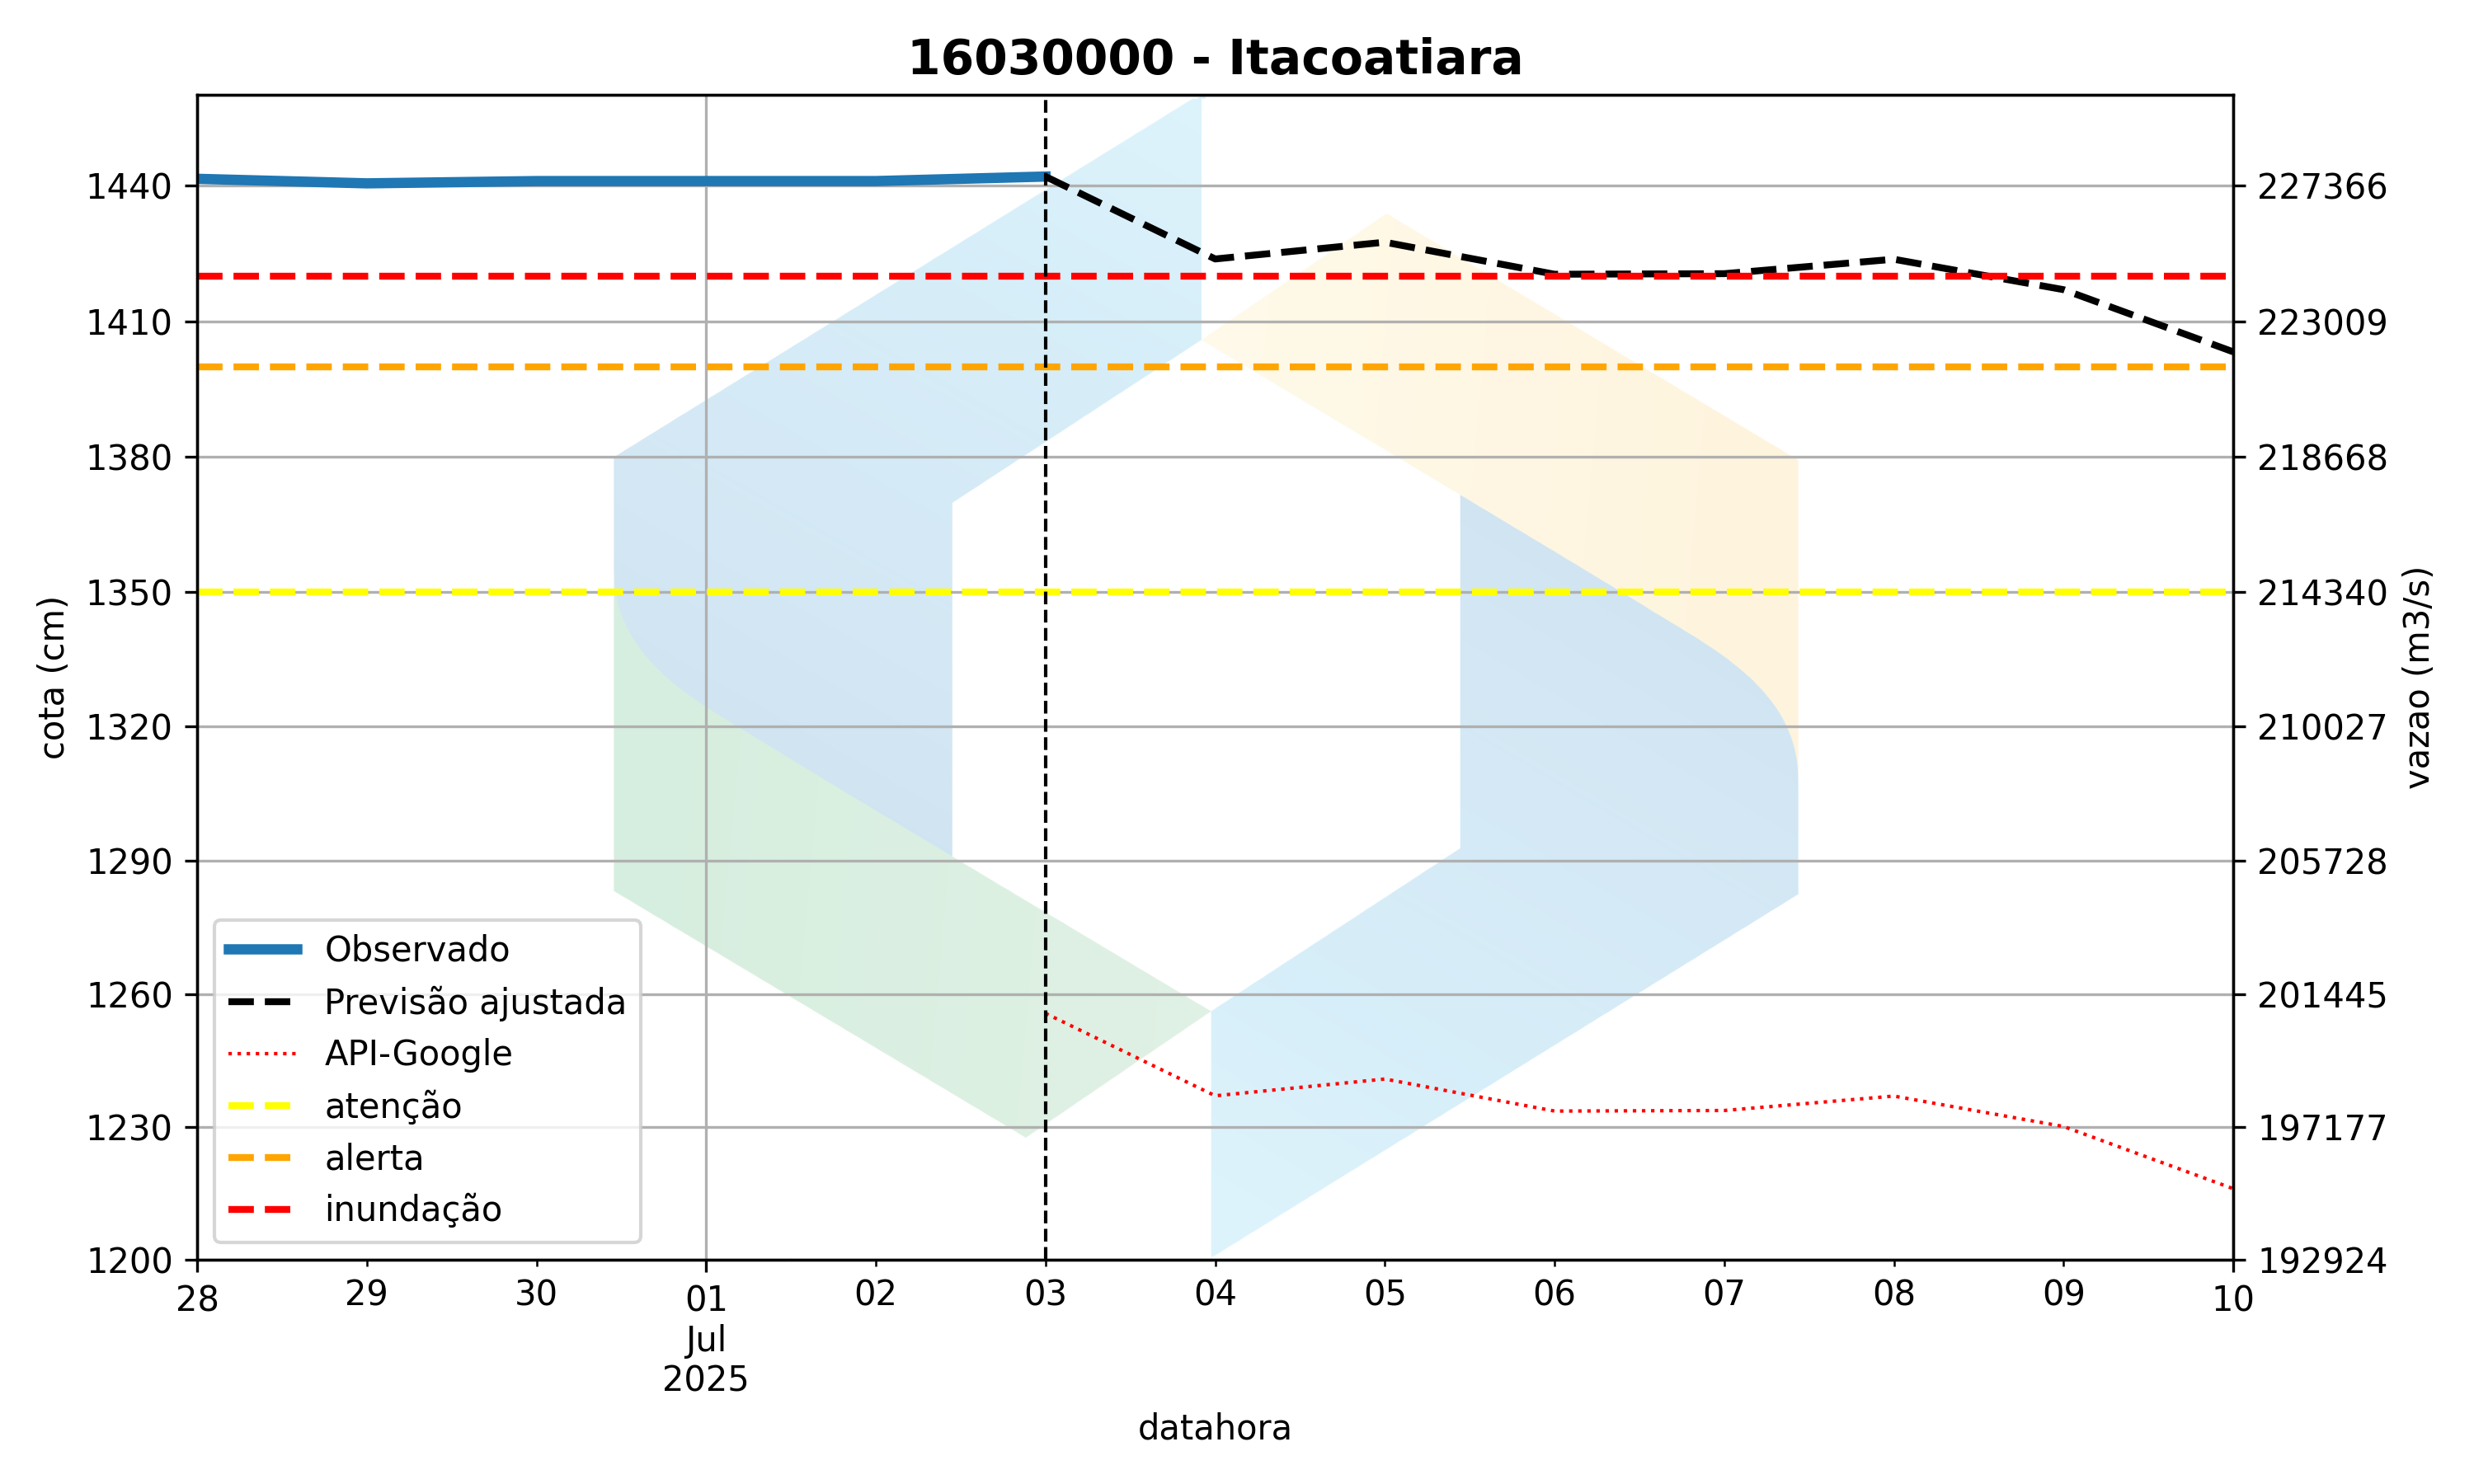 16030000 - Itacoatiara
1440
1410
1380
1350
1320
1290
1260
1230
1200
cota (cm)
227366
223009
218668
214340
210027
205728
201445
197177
192924
vazao (m3/s)
Observado
Previsão ajustada
API-Google
atenção
alerta
inundação
28 29 30 01 02 03 04 05 06 07 08 09 10
Jul
2025
datahora